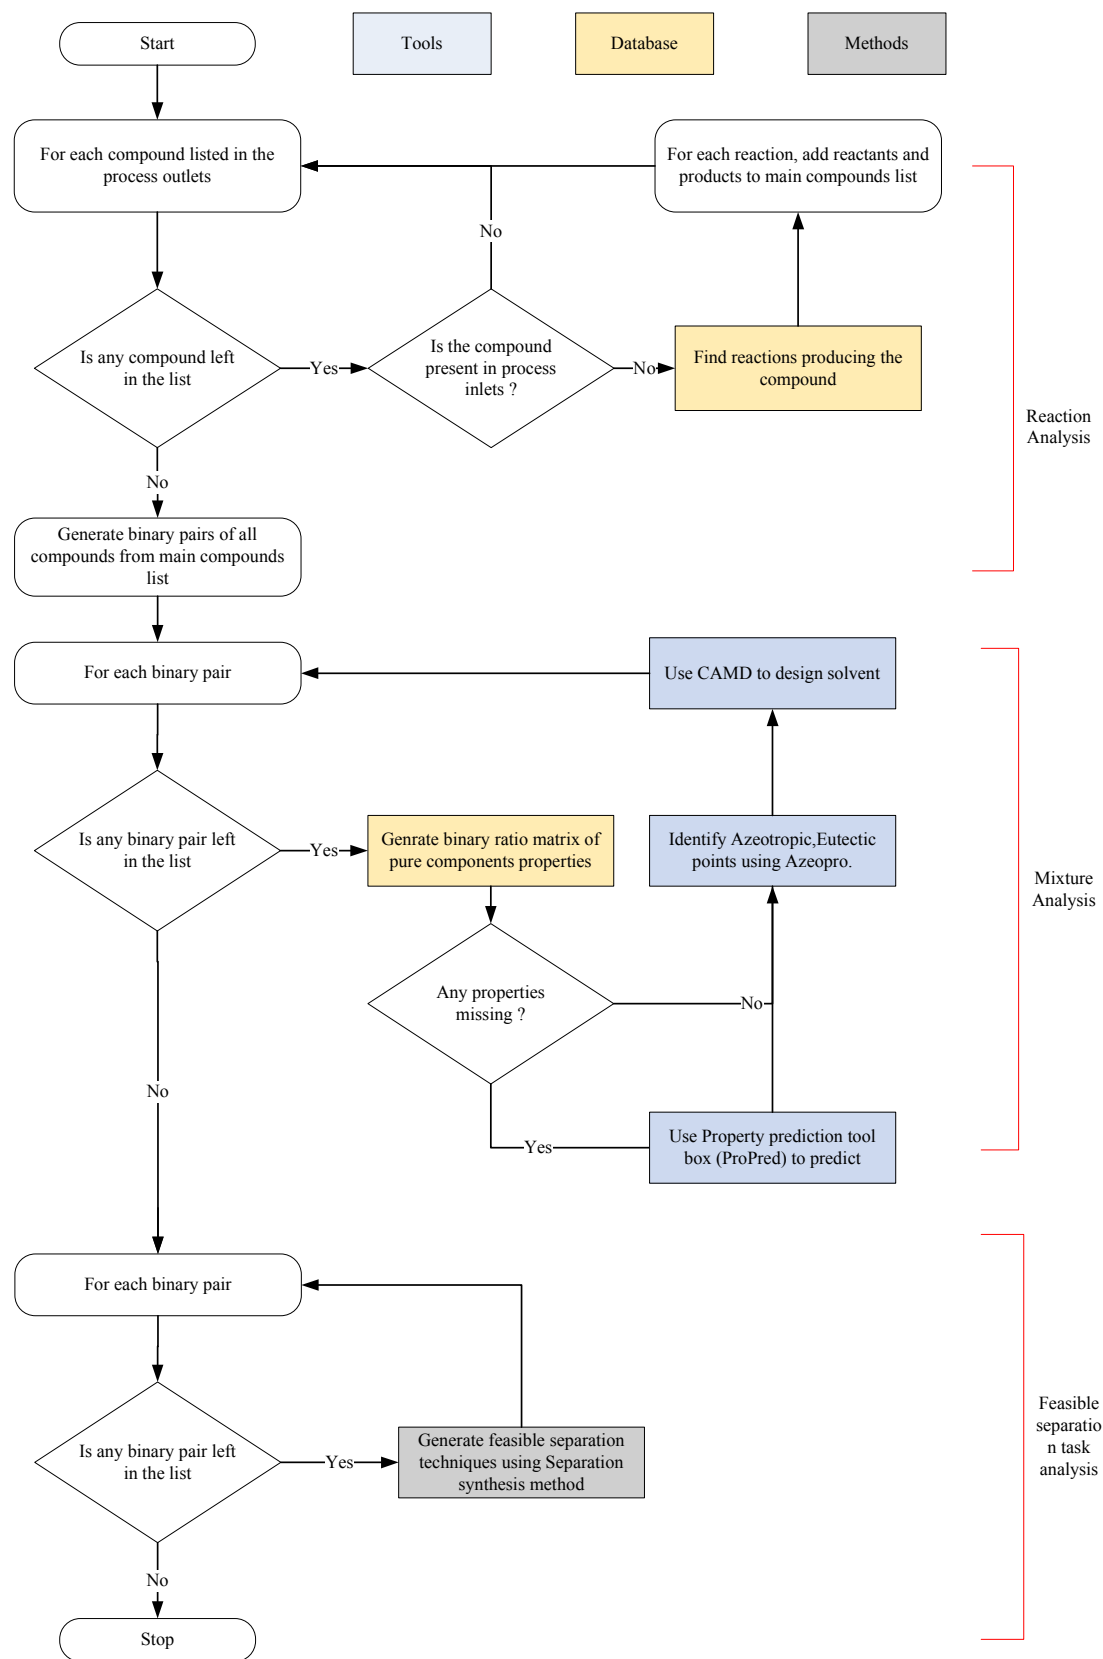 Start
Tools
Database
Methods
For each compound listed in the
process outlets
For each reaction, add reactants and
products to main compounds list
No
Is any compound left
in the list
Yes
Is the compound
present in process
inlets ?
No
Find reactions producing the
compound
Reaction
Analysis
No
Generate binary pairs of all
compounds from main compounds
list
For each binary pair
Use CAMD to design solvent
Is any binary pair left
in the list
Yes
Genrate binary ratio matrix of
pure components properties
Identify Azeotropic,Eutectic
points using Azeopro.
Mixture
Analysis
Any properties
missing ?
No
No
Yes
Use Property prediction tool
box (ProPred) to predict
For each binary pair
Is any binary pair left
in the list
Yes
Generate feasible separation
techniques using Separation
synthesis method
Feasible
separatio
n task
analysis
No
Stop